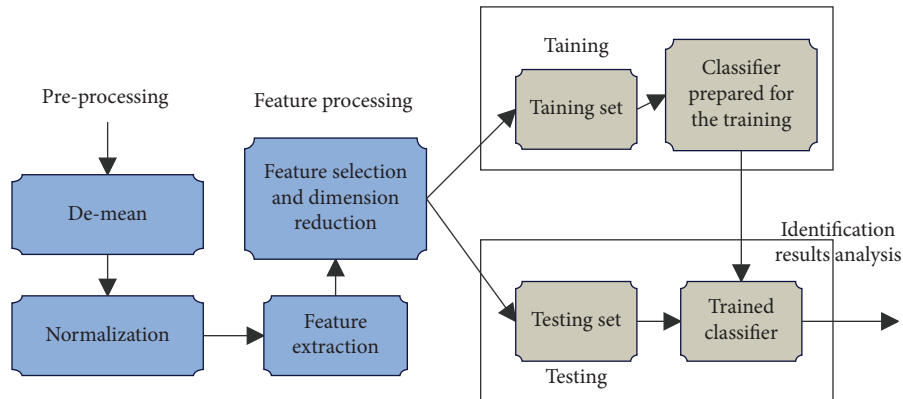 Pre-processing
De-mean
Normalization
Feature processing
Feature selection
and dimension
reduction
Feature
extraction
Taining
Taining set
Classifier
prepared for
the training
Testing set
Testing
Trained
classifier
Identification
results analysis